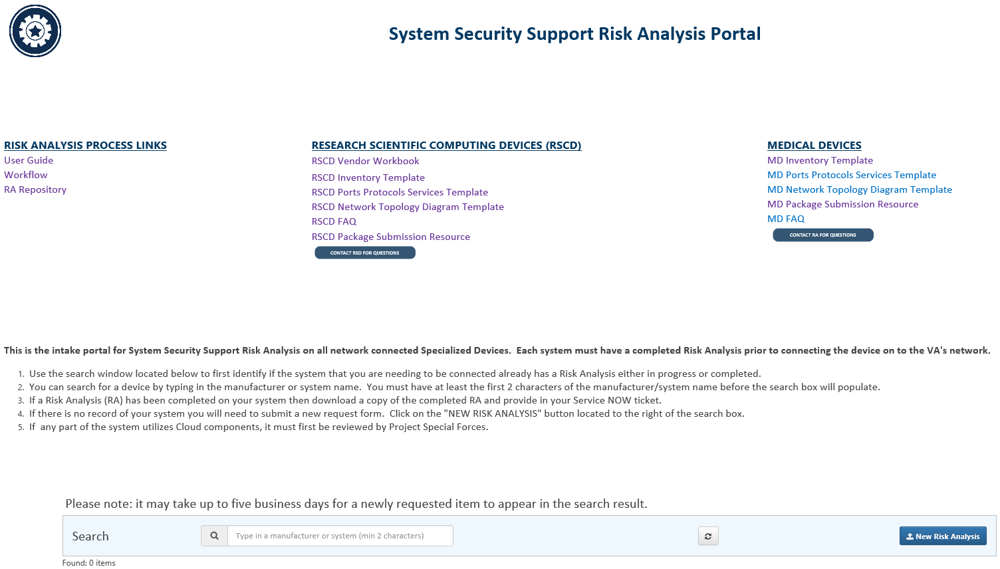 System Security Support Risk Analysis Portal
RISK ANALYSIS PROCESS LINKS
User Guide
Workflow
RA Repository
RESEARCH SCIENTIFIC COMPUTING DEVICES (RSCD)
RSCD Vendor Workbook
RSCD Inventory Template
RSCD Ports Protocols Services Template
RSCD Network Topology Diagram Template
RSCD FAQ
RSCD Package Submission Resource
CONTACT RSD FOR QUESTIONS
MEDICAL DEVICES
MD Inventory Template
MD Ports Protocols Services Template
MD Network Topology Diagram Template
MD Package Submission Resource
MD FAQ
CONTACT RA FOR QUESTIONS
This is the intake portal for System Security Support Risk Analysis on all network connected Specialized Devices.  Each system must have a completed Risk Analysis prior to connecting the device on to the VA's network.
1. Use the search window located below to first identify if the system that you are needing to be connected already has a Risk Analysis either in progress or completed.
2. You can search for a device by typing in the manufacturer or system name.  You must have at least the first 2 characters of the manufacturer/system name before the search box will populate.
3. If a Risk Analysis (RA) has been completed on your system then download a copy of the completed RA and provide in your Service NOW ticket.
4. If there is no record of your system you will need to submit a new request form.  Click on the "NEW RISK ANALYSIS" button located to the right of the search box.
5. If  any part of the system utilizes Cloud components, it must first be reviewed by Project Special Forces.
Please note: it may take up to five business days for a newly requested item to appear in the search result.
Search
Type in a manufacturer or system (min 2 characters)
New Risk Analysis
Found: 0 items